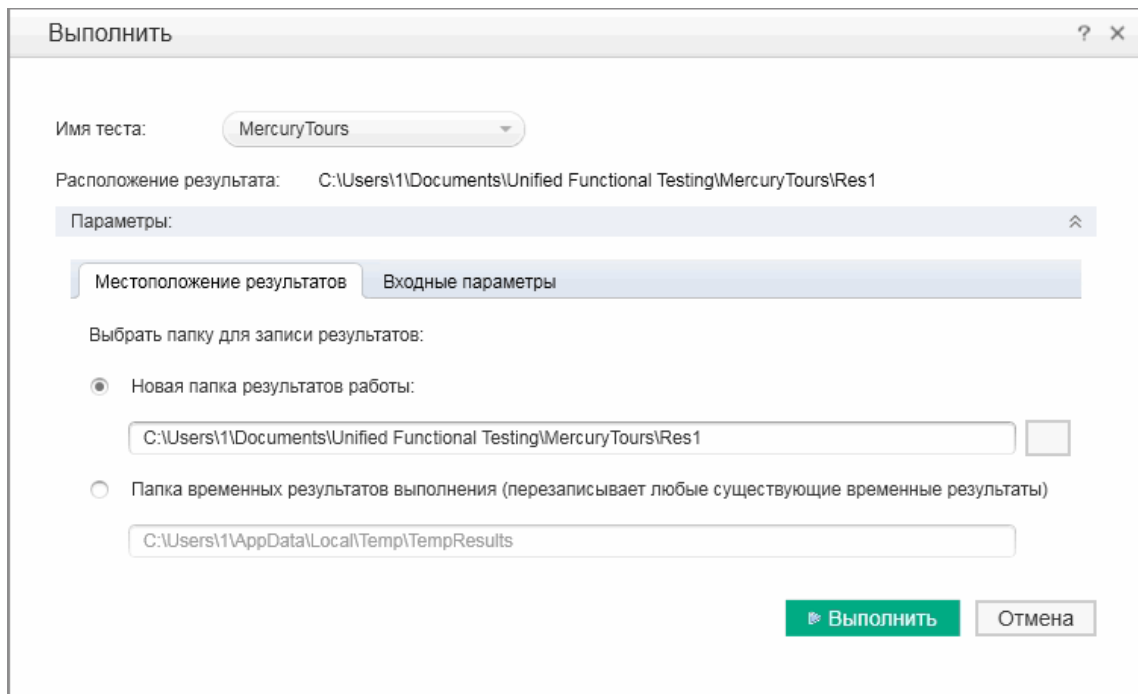 Выполнить ?
Имя теста: MercuryTours
Расположение результата: C:\Users\1\Documents\Unified Functional Testing\MercuryTours\Res1
Параметры:
Местоположение результатов Входные параметры
Выбрать папку для записи результатов:
Новая папка результатов работы:
C:\Users\1\Documents\Unified Functional Testing\MercuryTours\Res1
Папка временных результатов выполнения (перезаписывает любые существующие временные результаты)
C:\Users\1\AppData\Local\Temp\TempResults
Выполнить Отмена